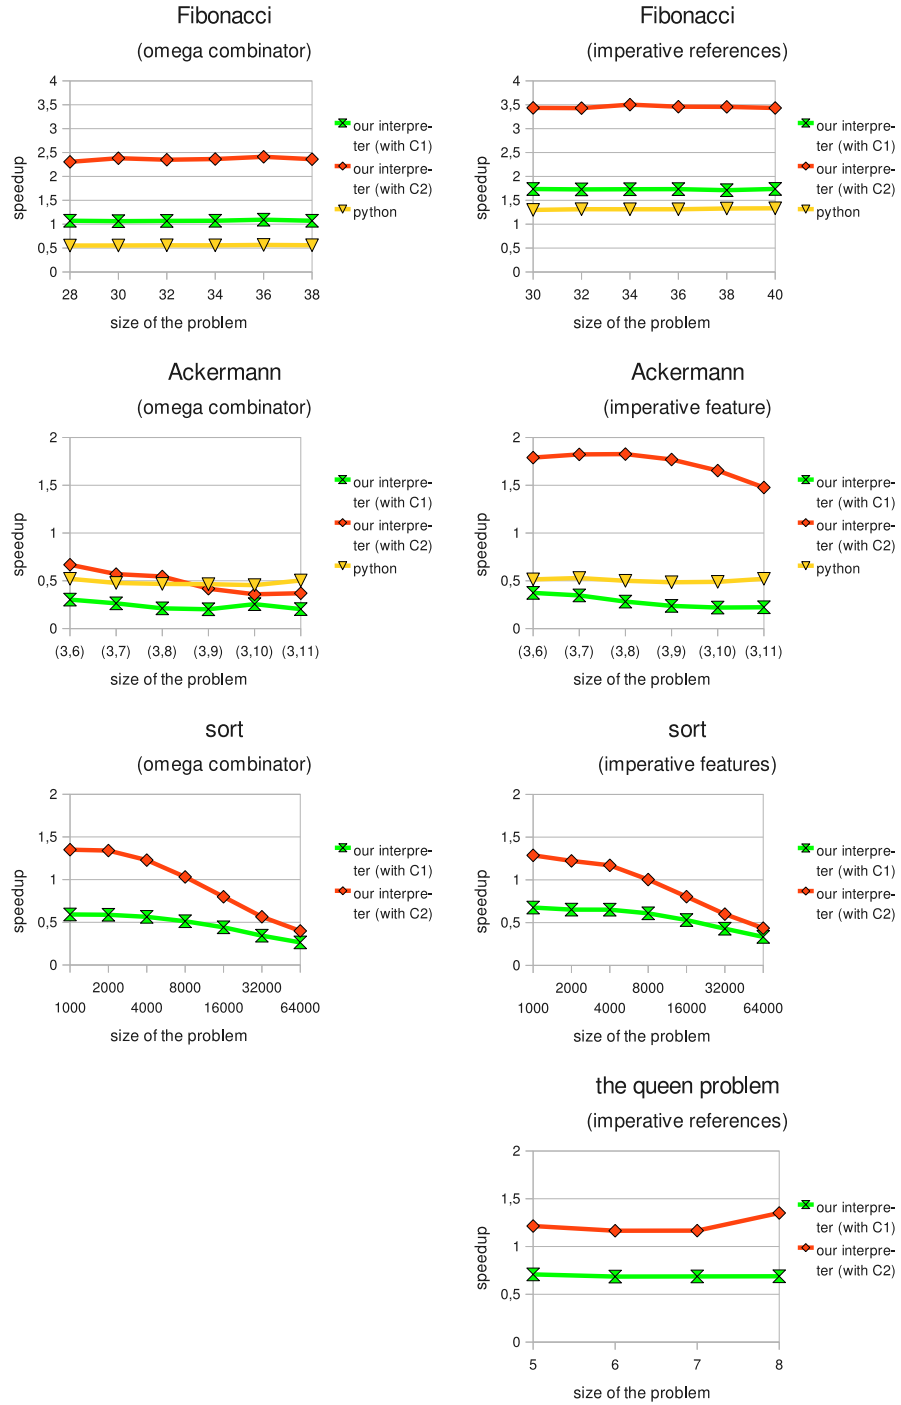 Fibonacci
(omega combinator)
4
3,5
3
2,5
2
1,5
1
0,5
0
speedup
28 30 32 34 36 38
size of the problem
our interpre-
ter (with C1)
our interpre-
ter (with C2)
python
Fibonacci
(imperative references)
4
3,5
3
2,5
2
1,5
1
0,5
0
speedup
30 32 34 36 38 40
size of the problem
our interpre-
ter (with C1)
our interpre-
ter (with C2)
python
Ackermann
(omega combinator)
2
1,5
1
0,5
0
speedup
(3,6) (3,7) (3,8) (3,9) (3,10) (3,11)
size of the problem
our interpre-
ter (with C1)
our interpre-
ter (with C2)
python
Ackermann
(imperative feature)
2
1,5
1
0,5
0
speedup
(3,6) (3,7) (3,8) (3,9) (3,10) (3,11)
size of the problem
our interpre-
ter (with C1)
our interpre-
ter (with C2)
python
sort
(omega combinator)
2
1,5
1
0,5
0
speedup
2000 8000 32000
1000 4000 16000 64000
size of the problem
our interpre-
ter (with C1)
our interpre-
ter (with C2)
sort
(imperative features)
2
1,5
1
0,5
0
speedup
2000 8000 32000
1000 4000 16000 64000
size of the problem
our interpre-
ter (with C1)
our interpre-
ter (with C2)
the queen problem
(imperative references)
2
1,5
1
0,5
0
speedup
5 6 7 8
size of the problem
our interpre-
ter (with C1)
our interpre-
ter (with C2)